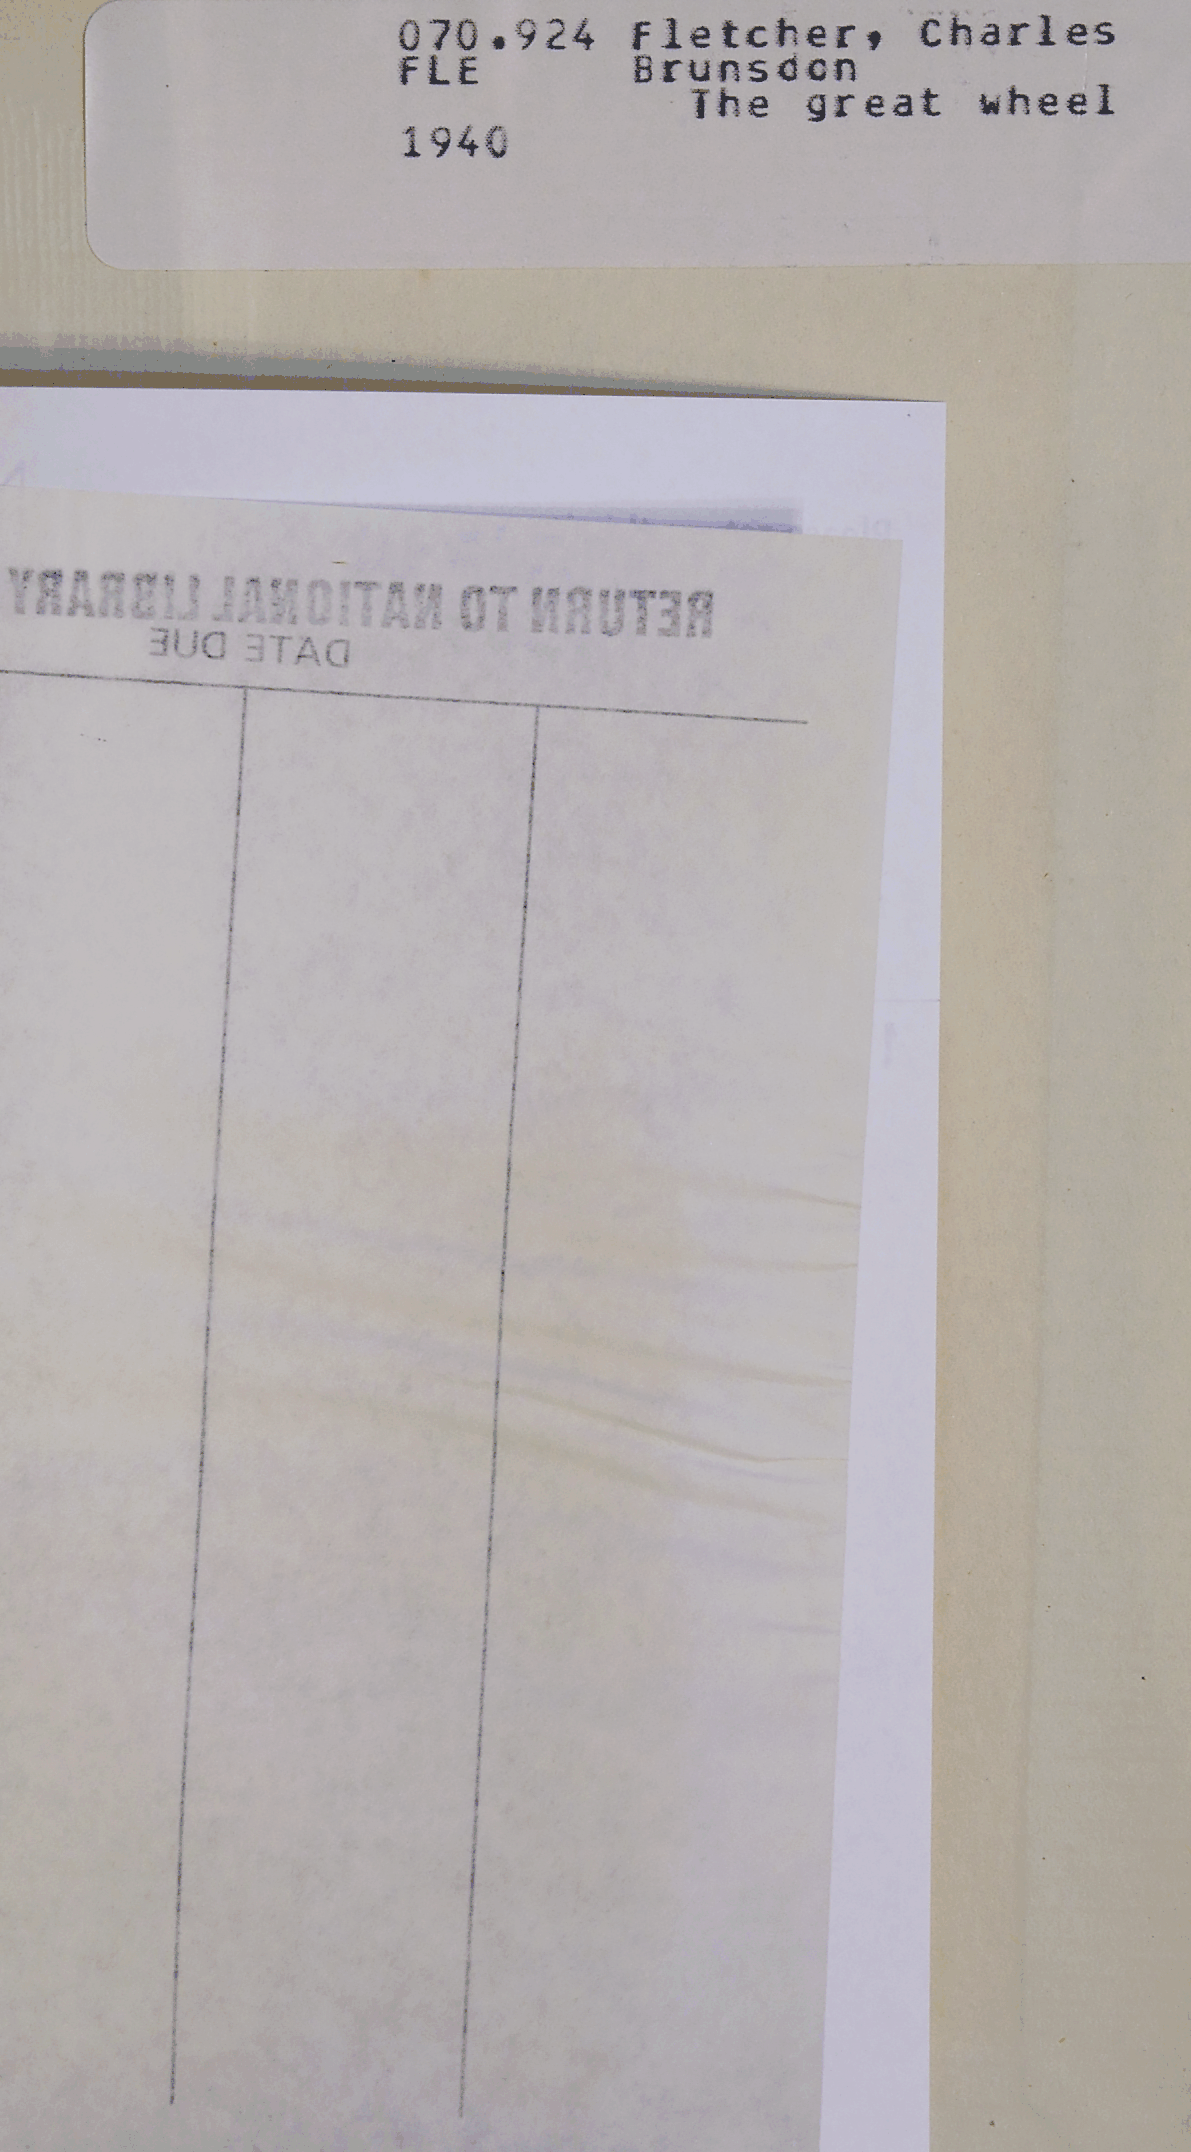 070.924 Fletcher, Charles
FLE Brunsdon
The great wheel
1940
RETURN TO NATIONAL LIBRARY
DATE DUE